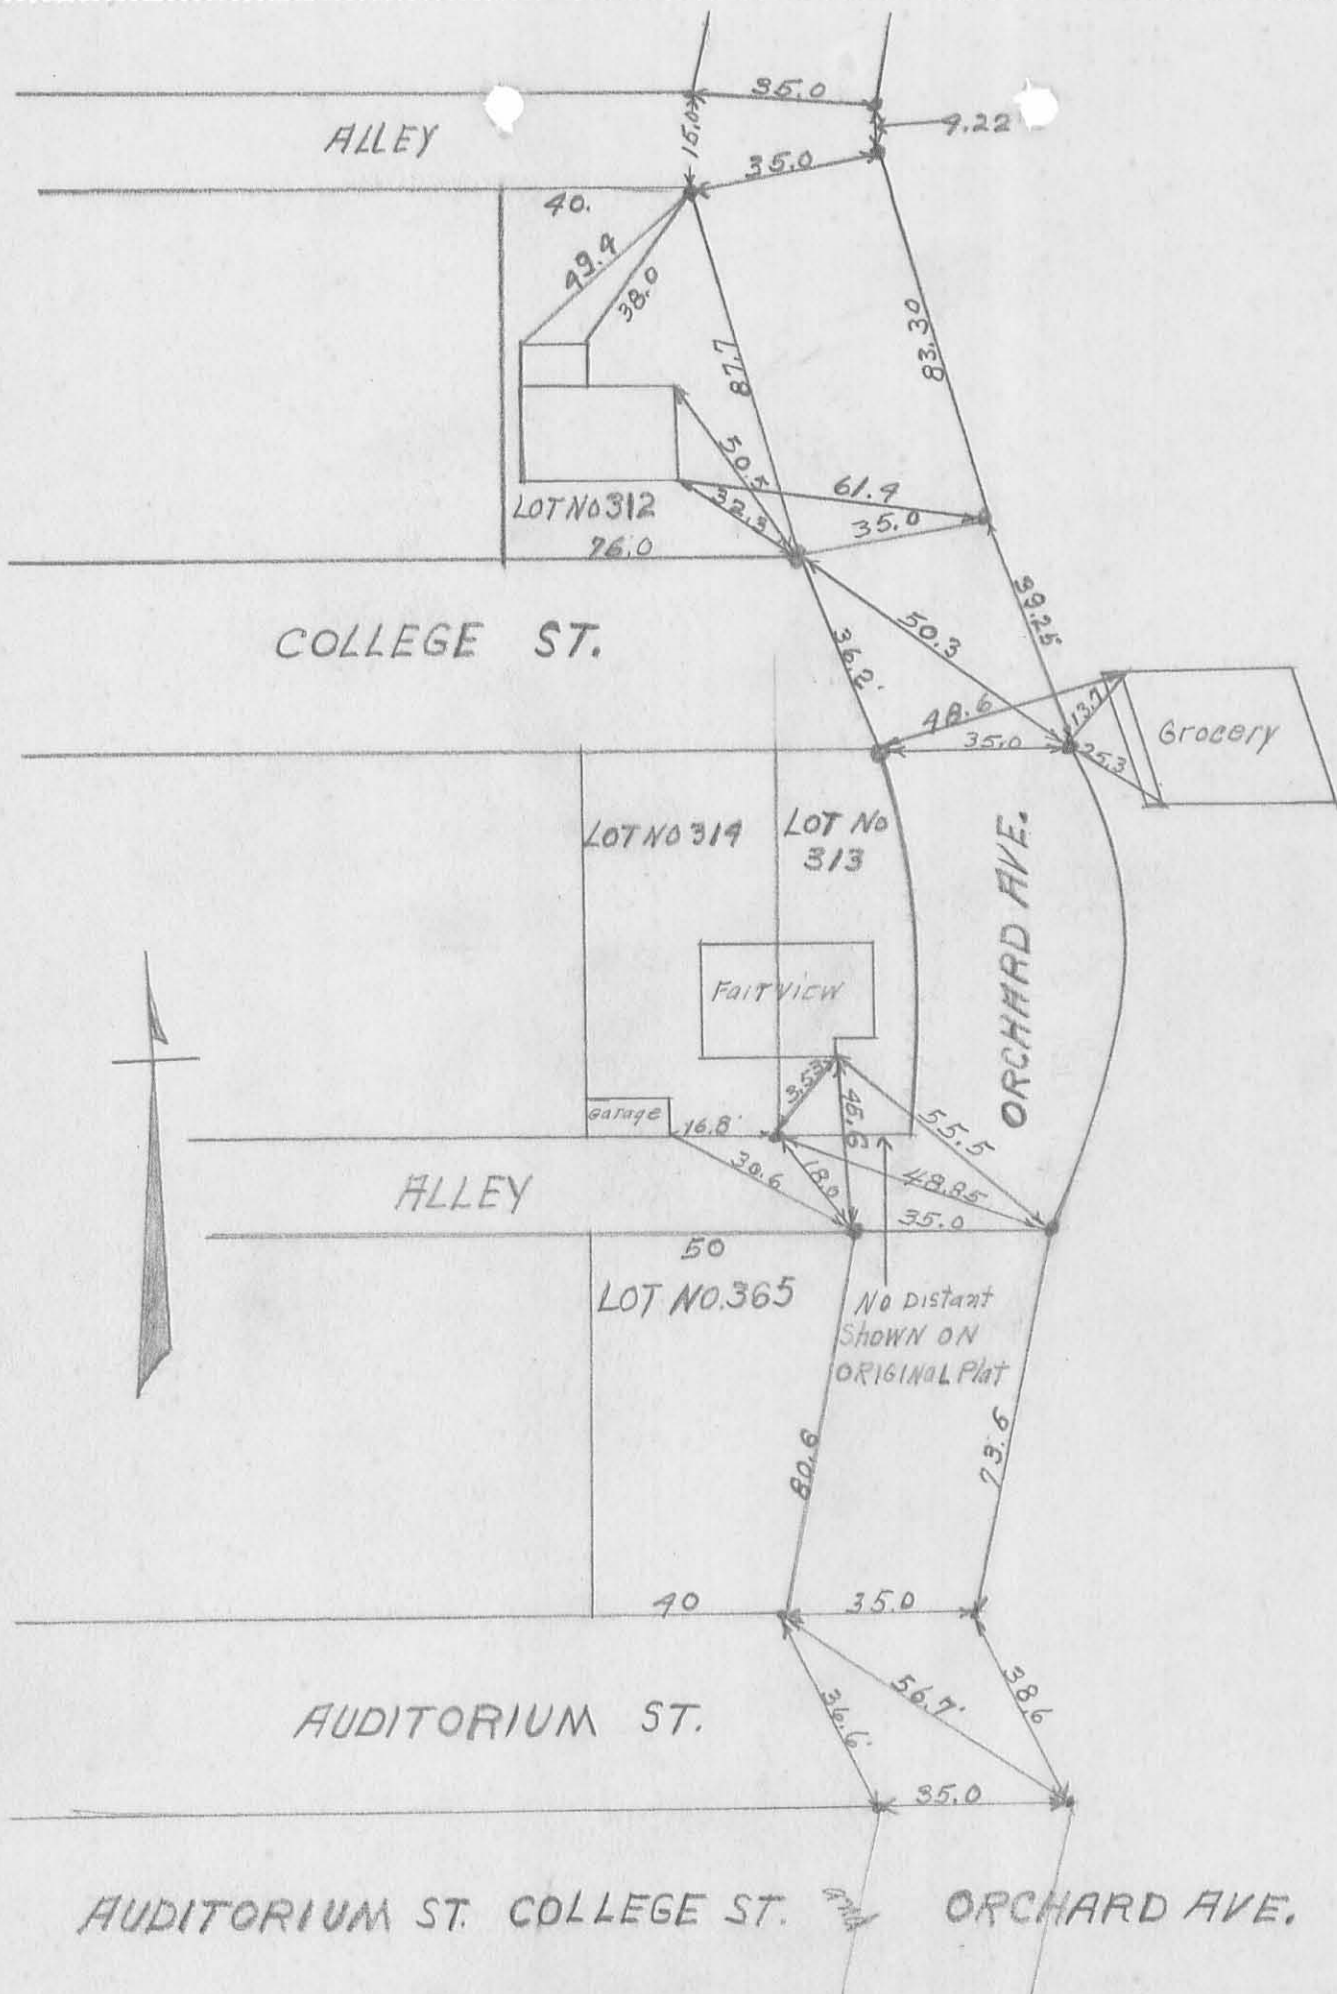 35.0
9.22
ALLEY
15.0
35.0
40.
49.4
38.0
87.7
83.30
50.5
61.4
32.3
35.0
LOT NO 312
76.0
COLLEGE ST.
36.2'
50.3
39.25
48.6
13.7
35.0
25.3
Grocery
LOT NO 314
LOT NO
313
ORCHARD AVE.
Fairview
35.3
45.6
55.5
Garage
16.8'
30.6
18.0
48.85
35.0
ALLEY
50
LOT NO. 365
No Distant
Shown ON
ORIGINAL Plat
80.6
73.6
40
35.0
AUDITORIUM ST.
36.6'
56.7'
38.6
35.0
AUDITORIUM ST. COLLEGE ST. and ORCHARD AVE.